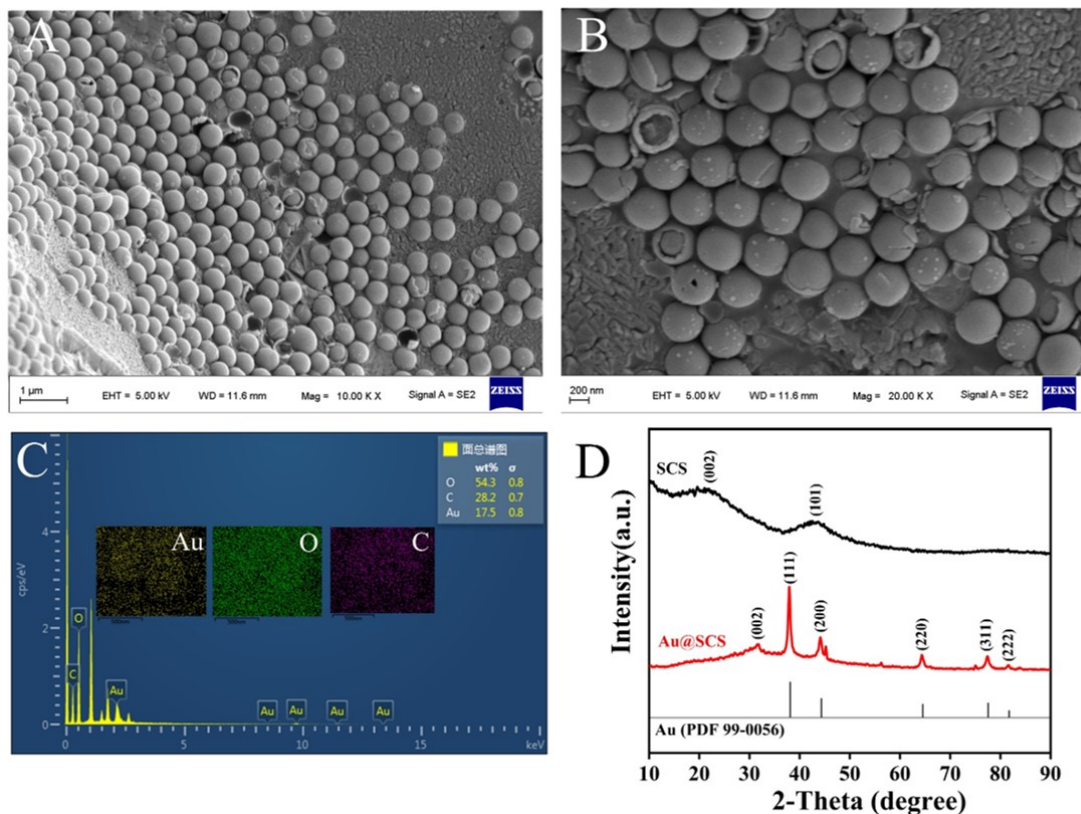 A
1 µm
EHT = 5.00 kV
WD = 11.6 mm
Mag = 10.00 K X
Signal A = SE2
ZEISS
B
200 nm
EHT = 5.00 kV
WD = 11.6 mm
Mag = 20.00 K X
Signal A = SE2
ZEISS
C
面总谱图
wt% σ
O 54.3 0.8
C 28.2 0.7
Au 17.5 0.8
Au
O
C
cps/eV
4
2
0
O
C
Au
Au
Au
Au
Au
0 5 10 15 keV
D
SCS
(002)
(101)
Au@SCS
(002)
(111)
(200)
(220)
(311)
(222)
Au (PDF 99-0056)
Intensity(a.u.)
10 20 30 40 50 60 70 80 90
2-Theta (degree)